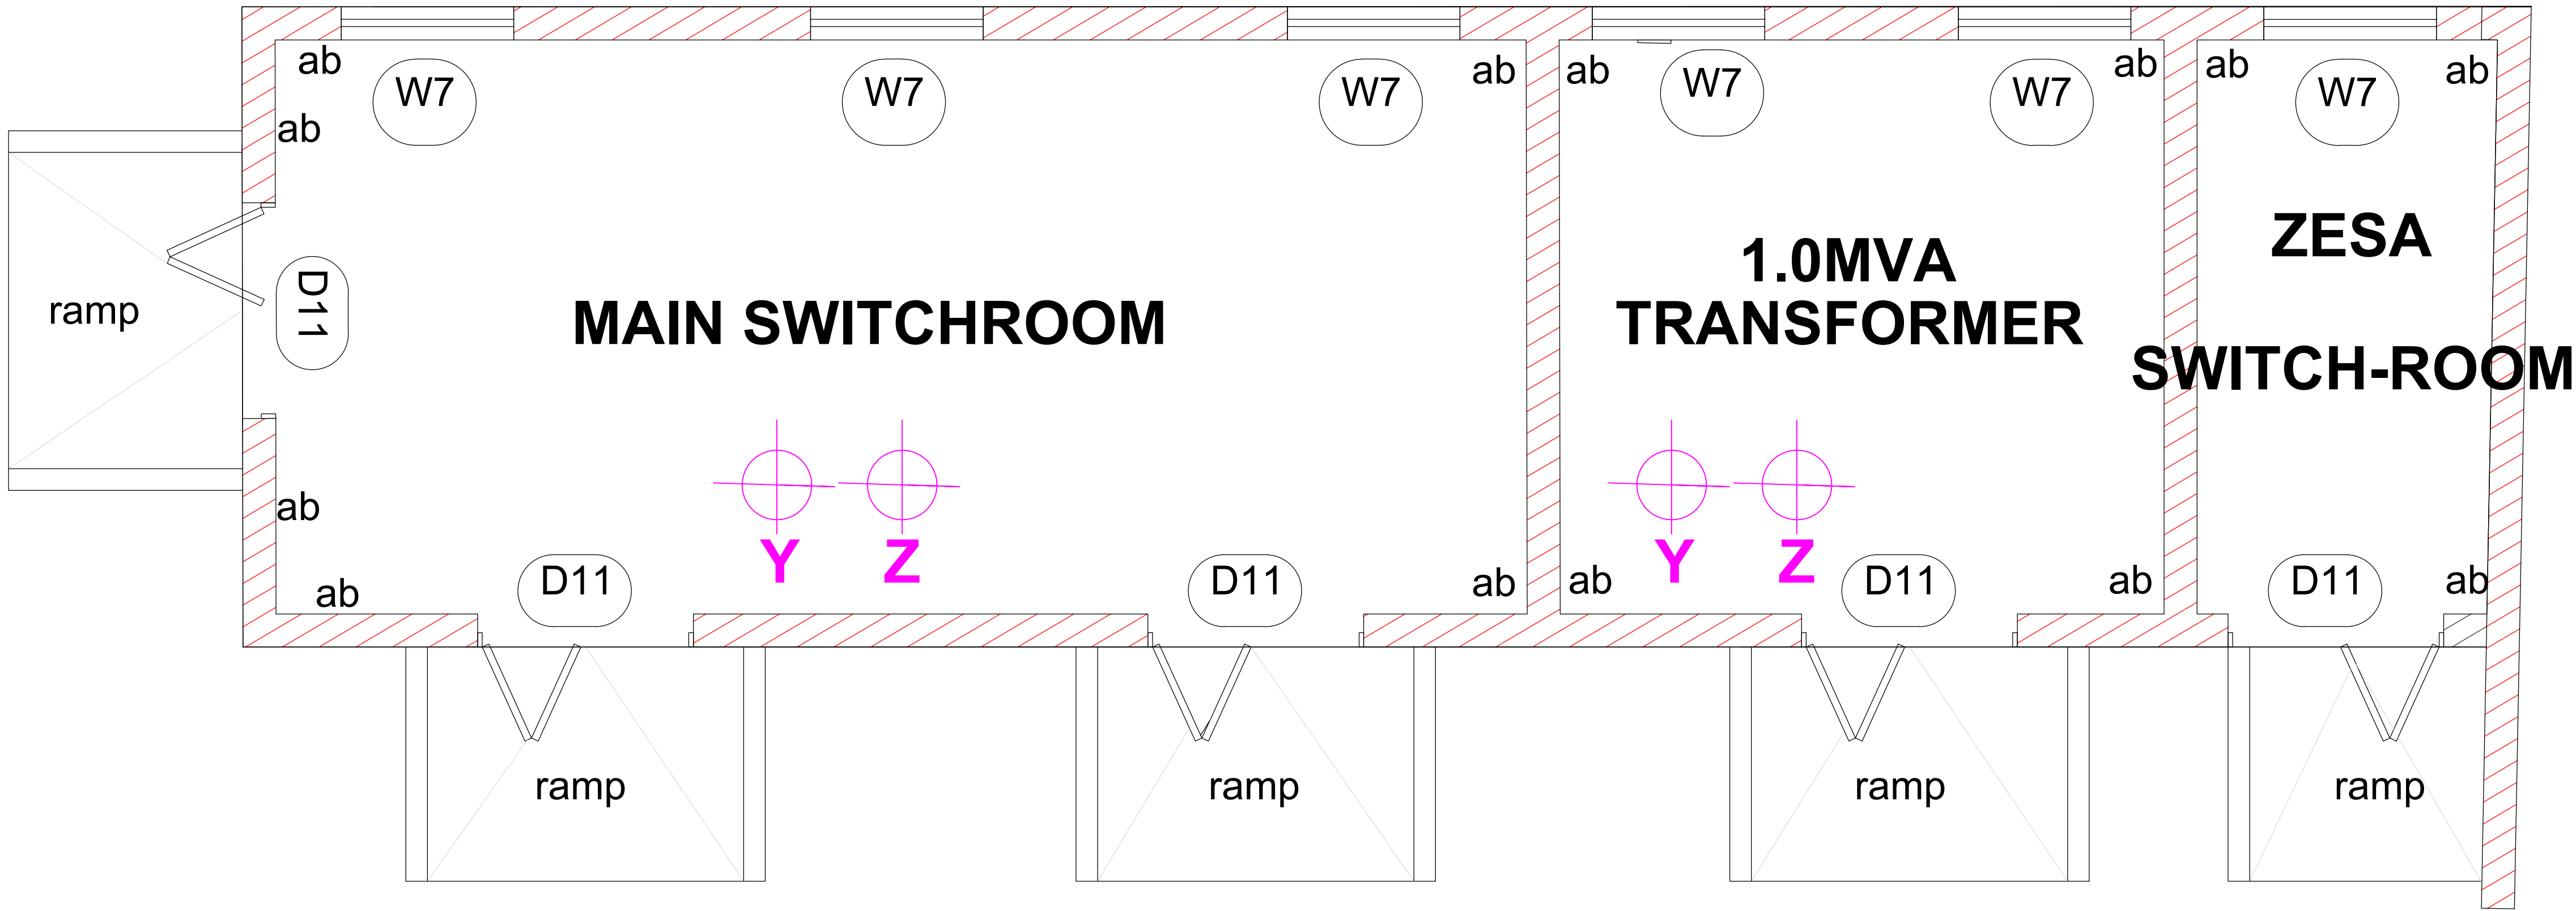 ab
W7
W7
W7
ab
ab
W7
W7
ab
ab
W7
ab
ab
ramp
D11
MAIN SWITCHROOM
1.0MVA
TRANSFORMER
ZESA
SWITCH-ROOM
ab
ab
D11
Y
Z
D11
ab
ab
Y
Z
D11
ab
D11
ab
ramp
ramp
ramp
ramp